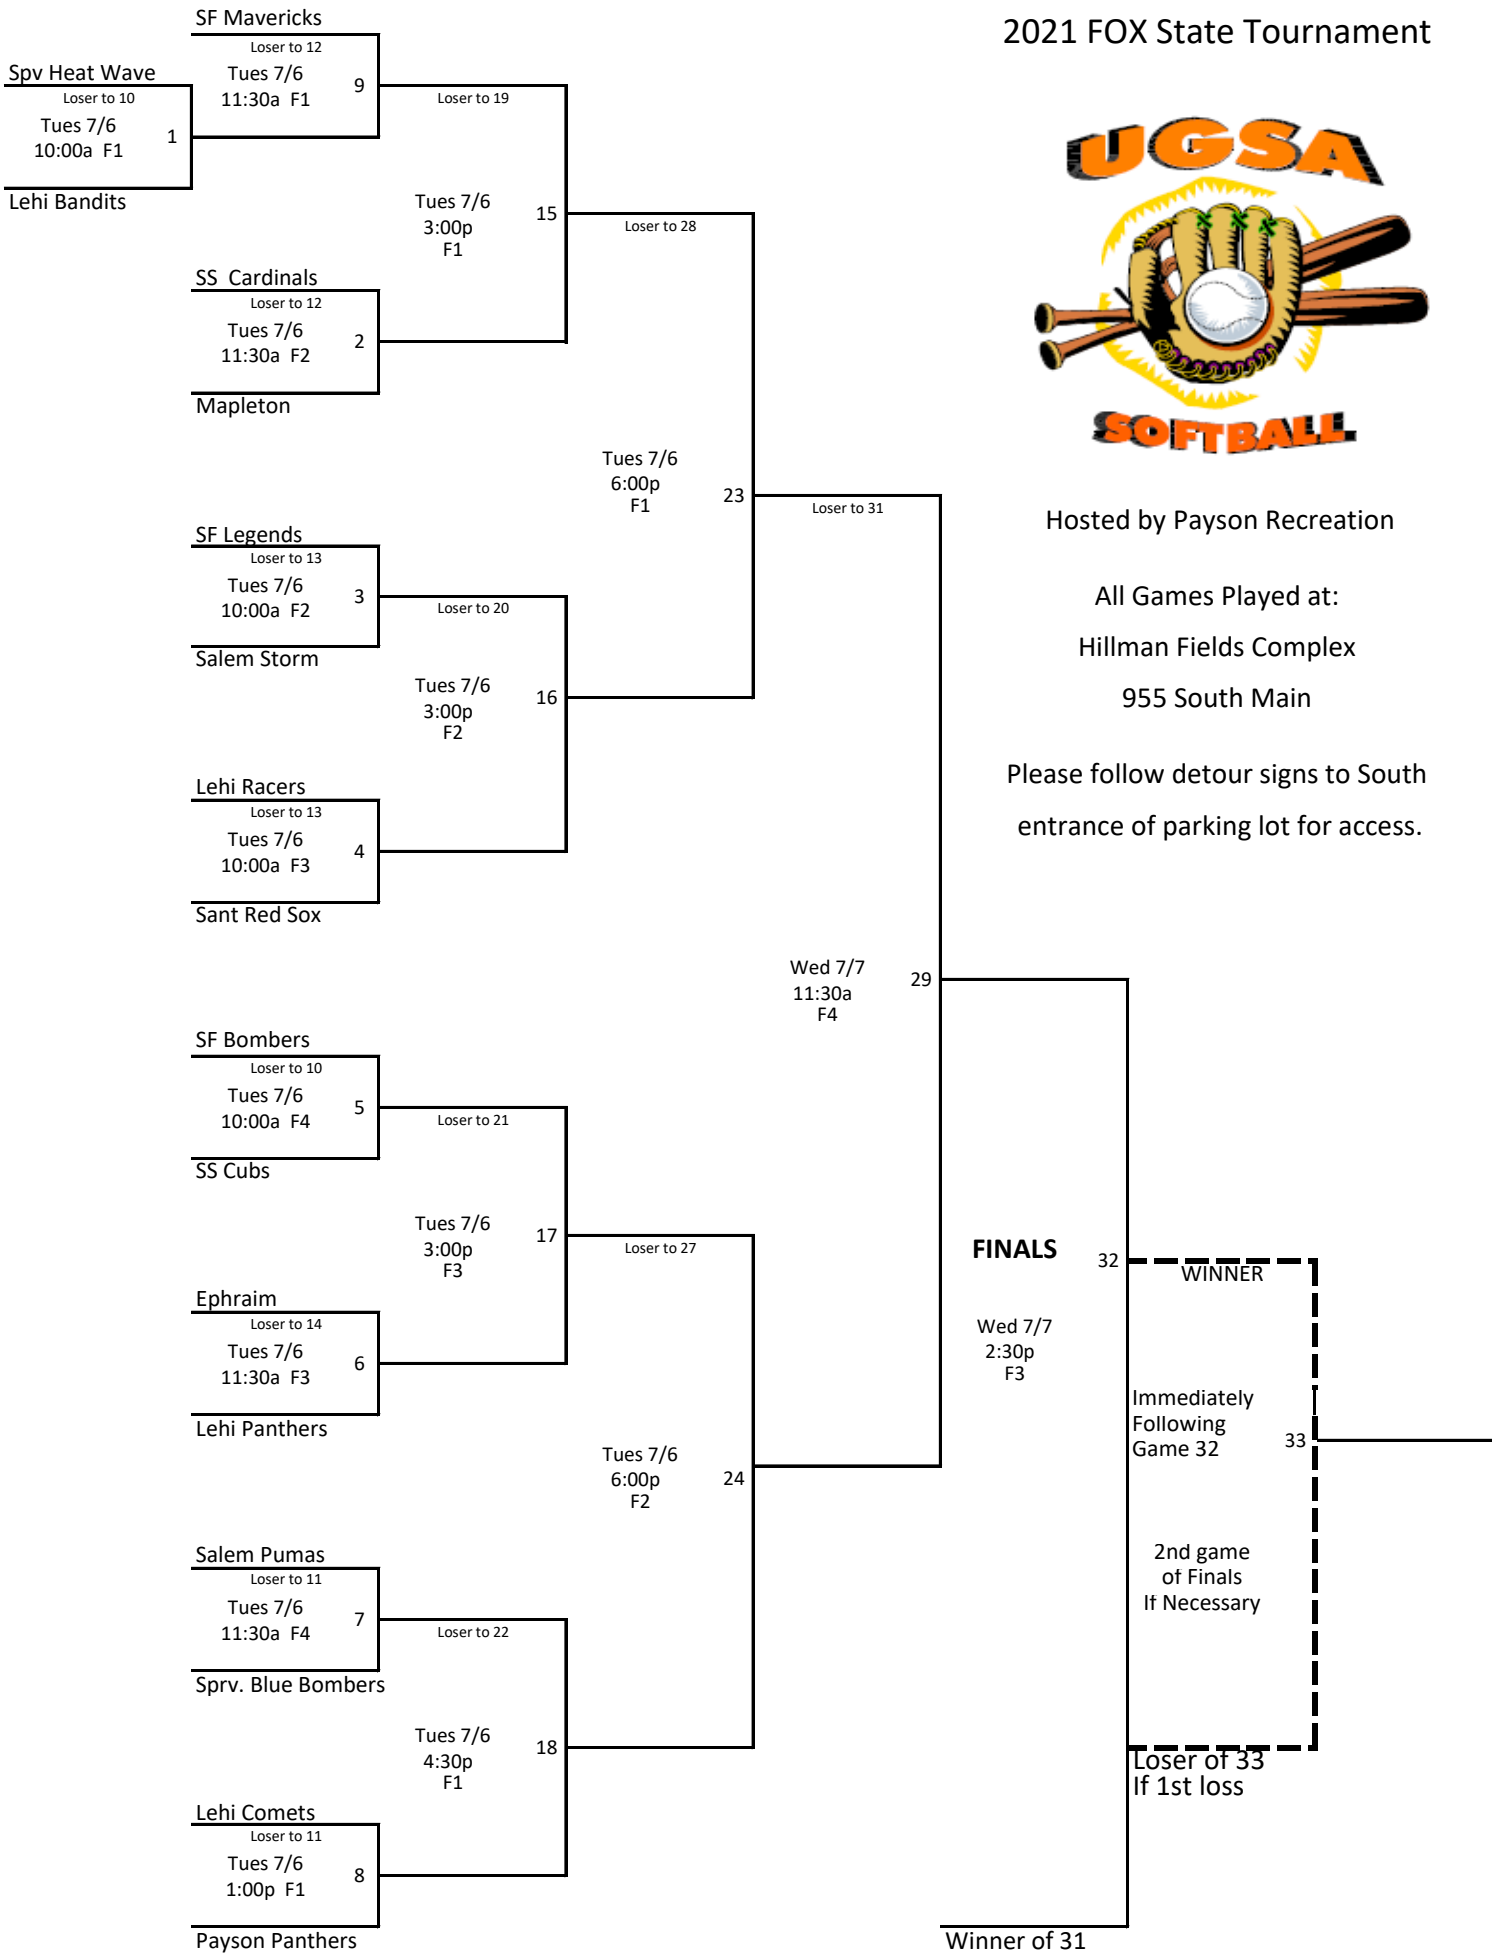 2021 FOX State Tournament
UGSA
SOFTBALL
Hosted by Payson Recreation
All Games Played at:
Hillman Fields Complex
955 South Main
Please follow detour signs to South
entrance of parking lot for access.
Spv Heat Wave
Loser to 10
Tues 7/6
10:00a F1
1
Lehi Bandits
SF Mavericks
Loser to 12
Tues 7/6
11:30a F1
9
SS Cardinals
Loser to 12
Tues 7/6
11:30a F2
2
Mapleton
SF Legends
Loser to 13
Tues 7/6
10:00a F2
3
Salem Storm
Lehi Racers
Loser to 13
Tues 7/6
10:00a F3
4
Sant Red Sox
SF Bombers
Loser to 10
Tues 7/6
10:00a F4
5
SS Cubs
Ephraim
Loser to 14
Tues 7/6
11:30a F3
6
Lehi Panthers
Salem Pumas
Loser to 11
Tues 7/6
11:30a F4
7
Sprv. Blue Bombers
Lehi Comets
Loser to 11
Tues 7/6
1:00p F1
8
Payson Panthers
Loser to 19
Tues 7/6
3:00p
F1
15
Loser to 20
Tues 7/6
3:00p
F2
16
Loser to 21
Tues 7/6
3:00p
F3
17
Loser to 22
Tues 7/6
4:30p
F1
18
Loser to 28
Tues 7/6
6:00p
F1
23
Loser to 27
Tues 7/6
6:00p
F2
24
Loser to 31
Wed 7/7
11:30a
F4
29
FINALS
Wed 7/7
2:30p
F3
32
Winner of 31
WINNER
Immediately
Following
Game 32
33
2nd game
of Finals
If Necessary
Loser of 33
If 1st loss